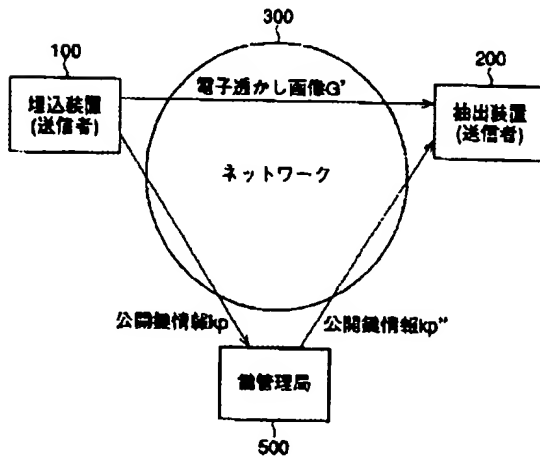 300
100
200
埋込装置
(送信者)
電子透かし画像G'
抽出装置
(送信者)
ネットワーク
公開鍵情報kp
公開鍵情報kp"
鍵管理局
500